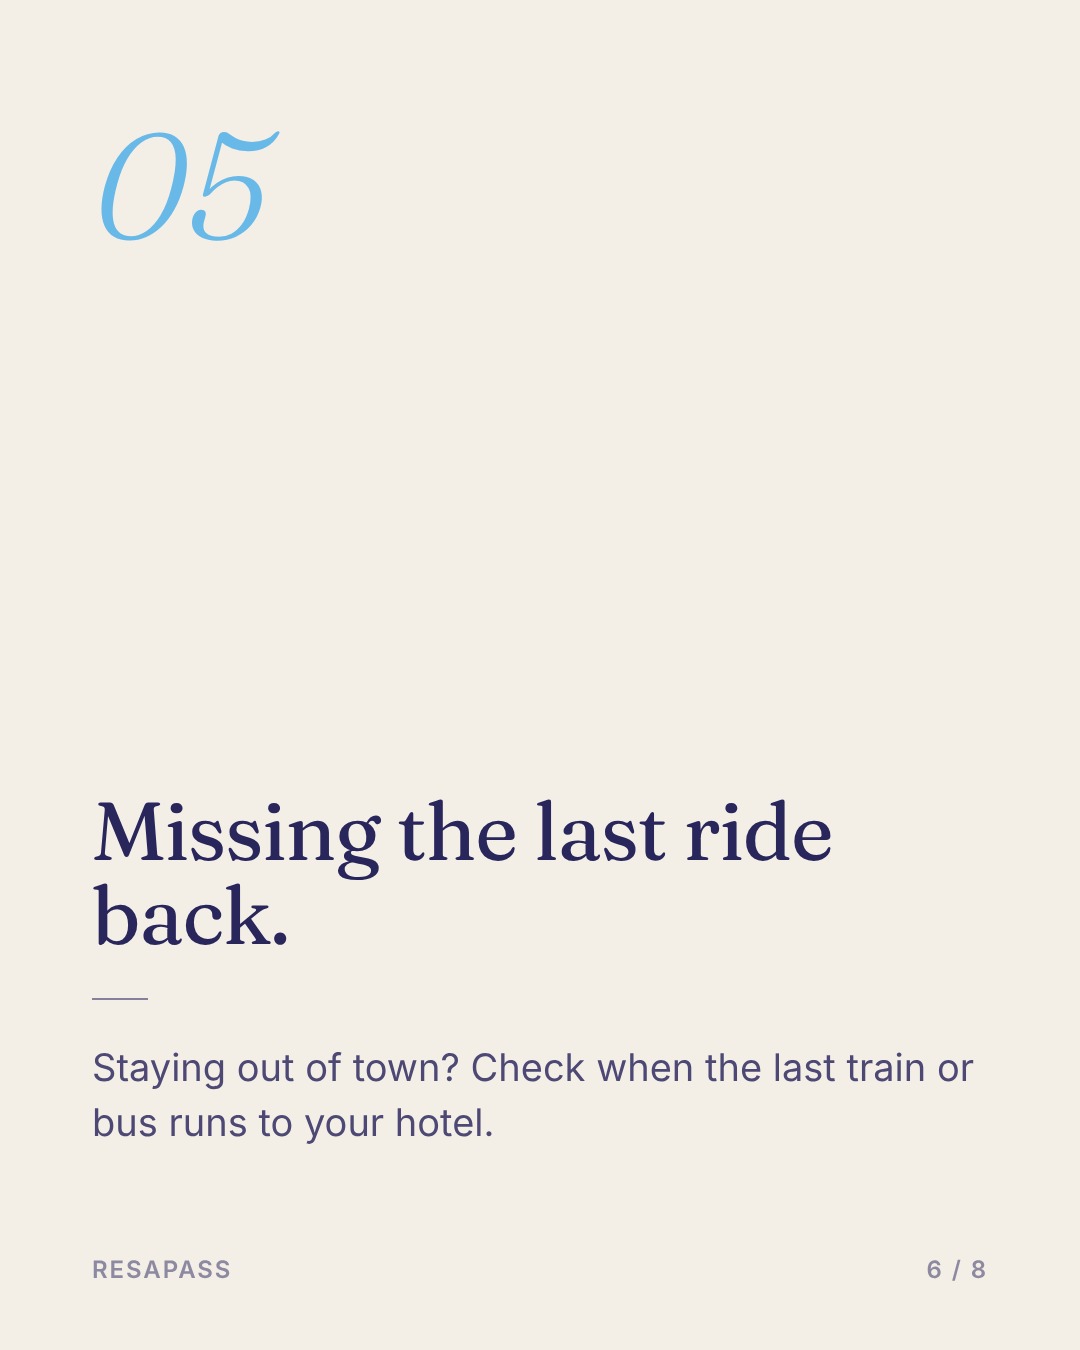 05
Missing the last ride
back.
Staying out of town? Check when the last train or
bus runs to your hotel.
RESAPASS
6 / 8